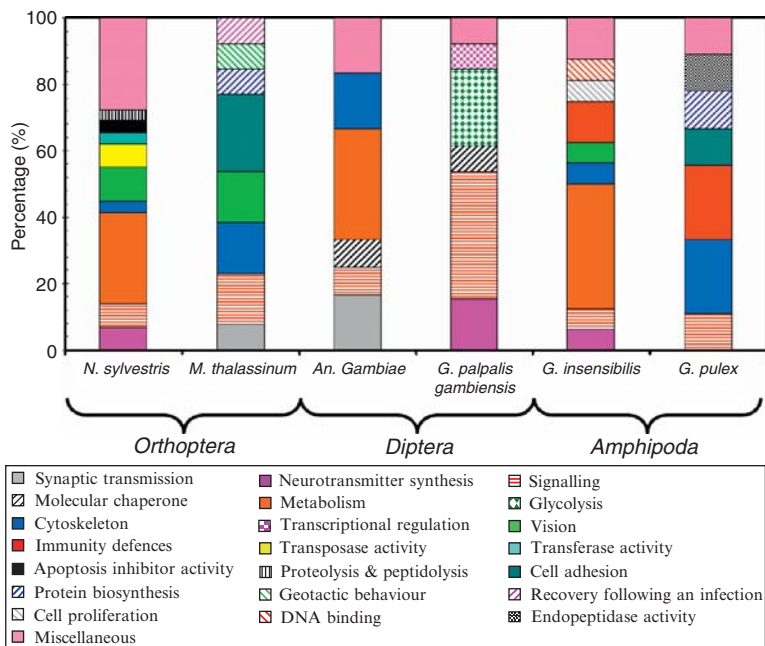 100
80
60
40
20
0
Percentage (%)
N. sylvestris
M. thalassinum
An. Gambiae
G. palpalis
gambiensis
G. insensibilis
G. pulex
Orthoptera
Diptera
Amphipoda
Synaptic transmission
Molecular chaperone
Cytoskeleton
Immunity defences
Apoptosis inhibitor activity
Protein biosynthesis
Cell proliferation
Miscellaneous
Neurotransmitter synthesis
Metabolism
Transcriptional regulation
Transposase activity
Proteolysis & peptidolysis
Geotactic behaviour
DNA binding
Signalling
Glycolysis
Vision
Transferase activity
Cell adhesion
Recovery following an infection
Endopeptidase activity